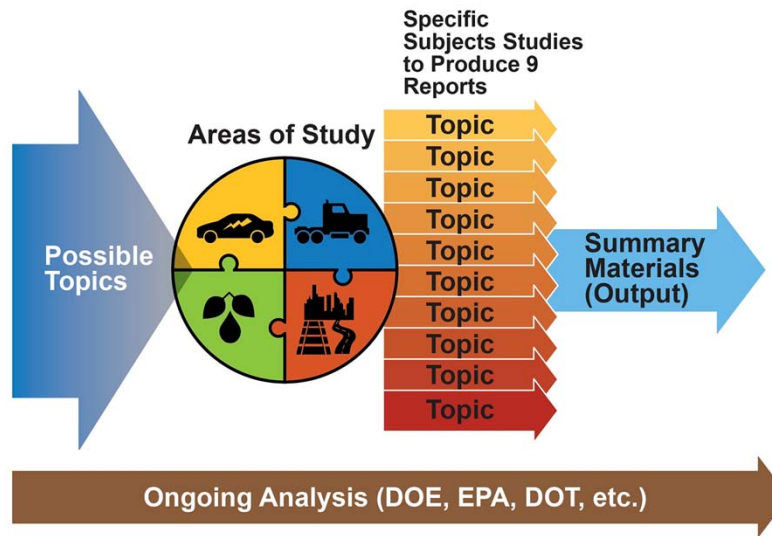 Specific
Subjects Studies
to Produce 9
Reports
Areas of Study
Possible
Topics
Topic
Topic
Topic
Topic
Topic
Topic
Topic
Topic
Topic
Topic
Summary
Materials
(Output)
Ongoing Analysis (DOE, EPA, DOT, etc.)